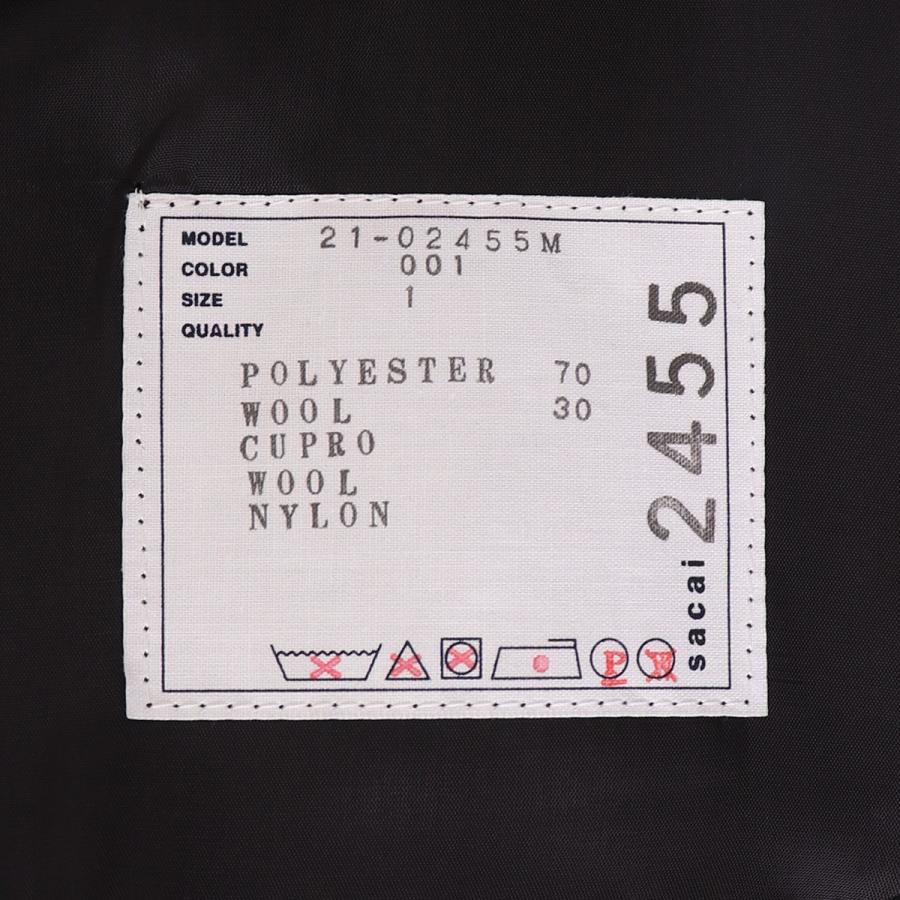 MODEL 21-02455M
COLOR 001
SIZE 1
QUALITY
POLYESTER 70
WOOL 30
CUPRO
WOOL
NYLON
sacai 2455
P
W